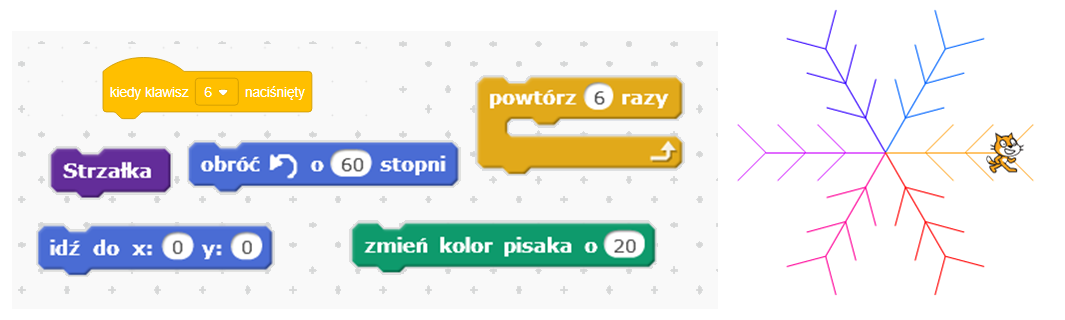 kiedy klawisz 6 naciśnięty
powtórz 6 razy
Strzałka
obróć o 60 stopni
idź do x: 0 y: 0
zmień kolor pisaka o 20